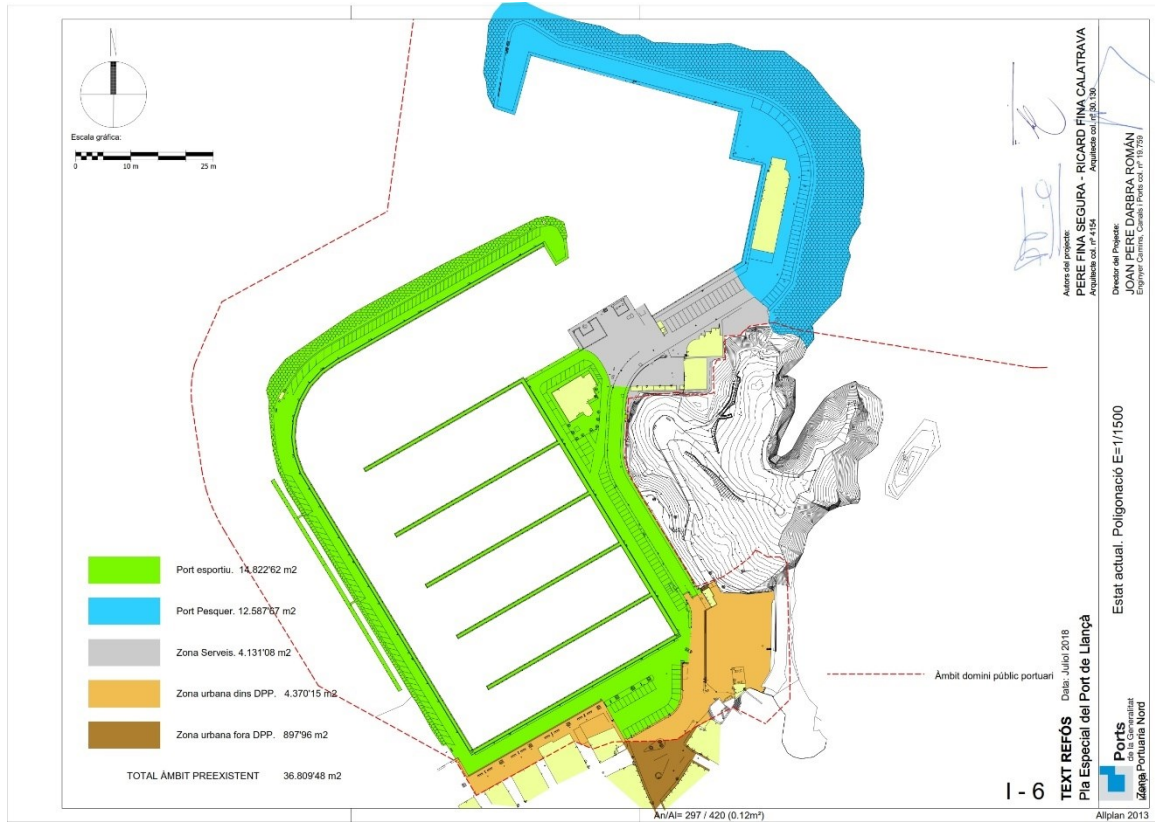 Escala gráfica:
0 10 m 25 m
Port esportiu. 14.822'62 m2
Port Pesquer. 12.587'67 m2
Zona Serveis. 4.131'08 m2
Zona urbana dins DPP. 4.370'15 m2
Zona urbana fora DPP. 897'96 m2
TOTAL ÀMBIT PREEXISTENT 36.809'48 m2
Àmbit domini públic portuari
Autors del projecte:
PERE FINA SEGURA - RICARD FINA CALATRAVA
Arquitecte col. nº 4154 Arquitecte col. nº 30.130
Director del Projecte:
JOAN PERE DARBRA ROMÁN
Enginyer Camins, Canals i Ports col. nº 19.759
Estat actual. Poligonació E=1/1500
TEXT REFÓS Data: Juliol 2018
Pla Especial del Port de Llançà
I - 6
Ports
de la Generalitat
Zona Portuaria Nord
An/Al= 297 / 420 (0.12m²)
Allplan 2013